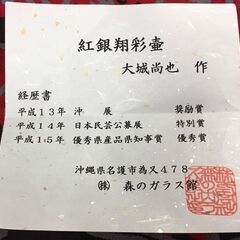 紅銀翔彩壷
大城尚也 作
経歴書
平成13年 沖 展 奨励賞
平成14年 日本民芸公募展 特別賞
平成15年 優秀県産品県知事賞 優秀賞
沖縄県名護市為又478
㈱ 森のガラス館